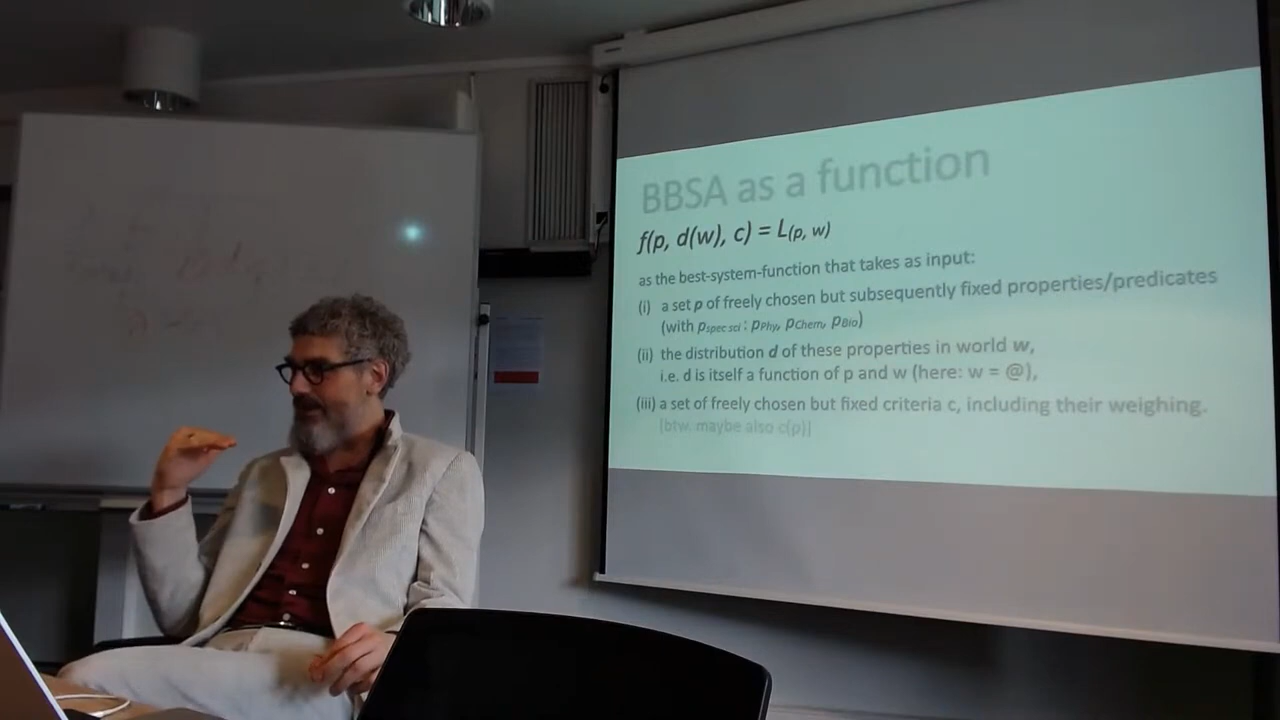 BBSA as a function
f(p, d(w), c) = L(p, w)
as the best-system-function that takes as input:
(i) a set p of freely chosen but subsequently fixed properties/predicates
(with pspec sci : pPhy, pChem, pBio)
(ii) the distribution d of these properties in world w,
i.e. d is itself a function of p and w (here: w = @),
(iii) a set of freely chosen but fixed criteria c, including their weighing.
[btw. maybe also c(p)]